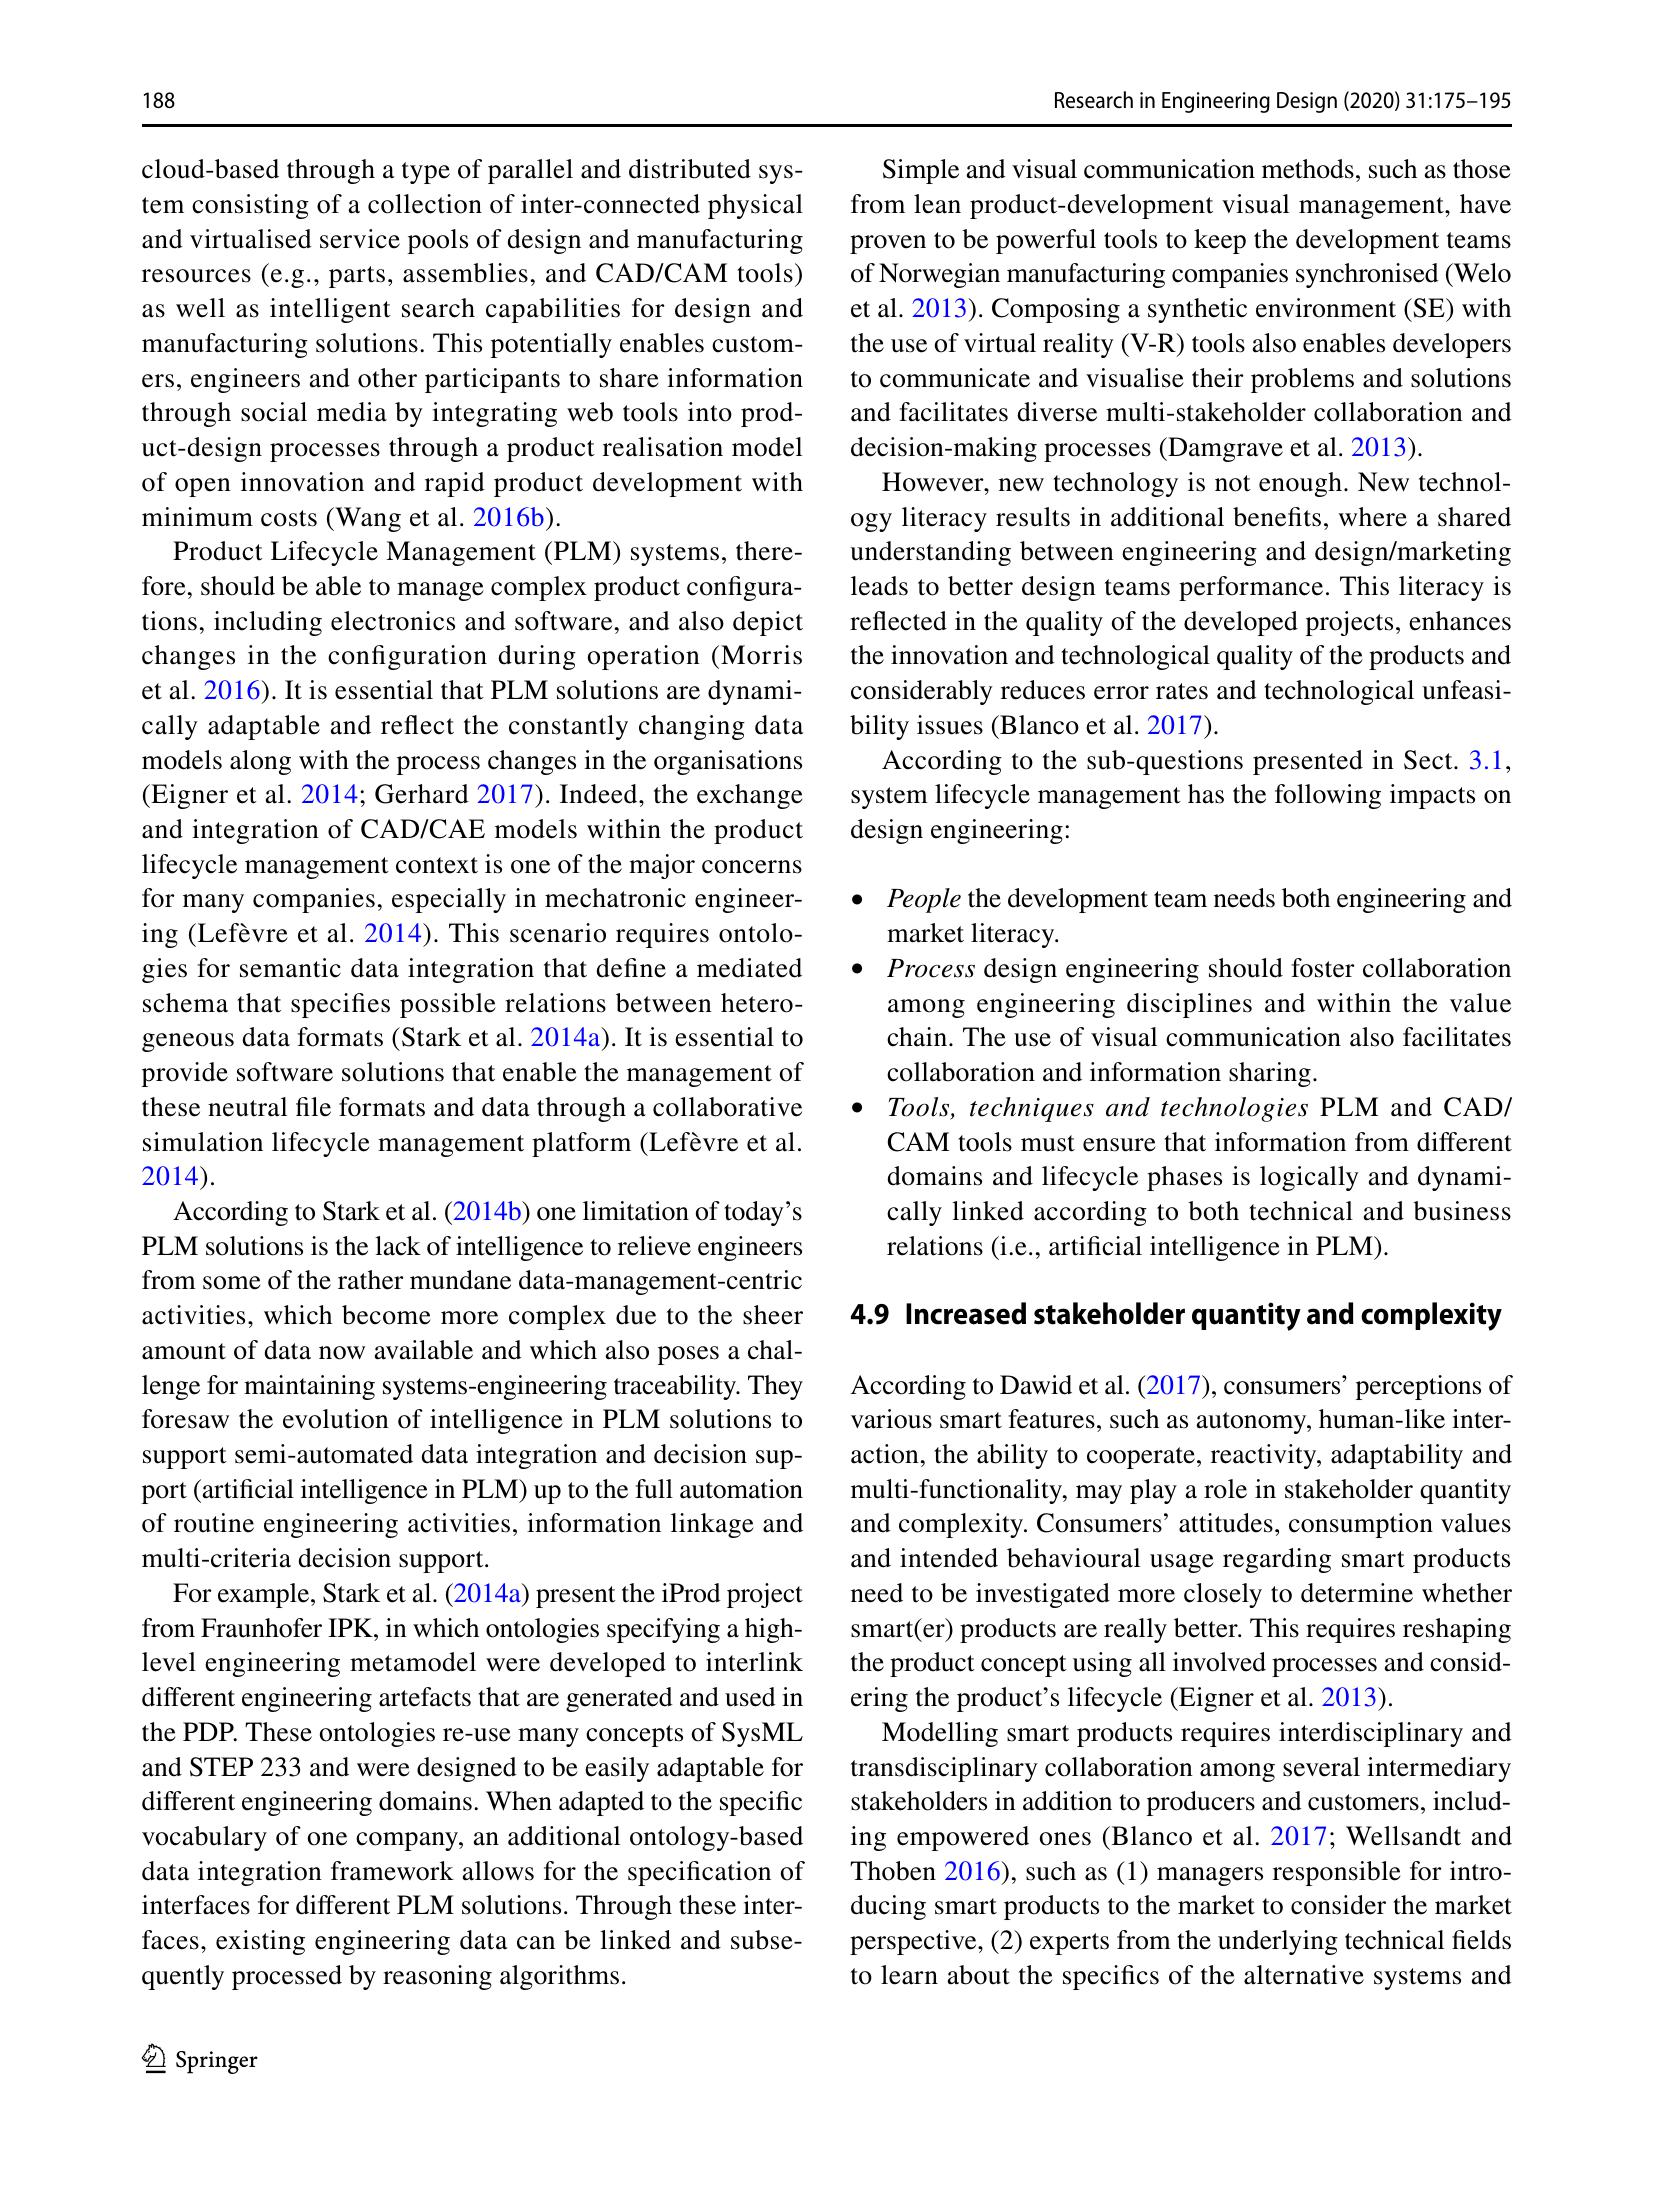 188
Research in Engineering Design (2020) 31:175–195
cloud-based through a type of parallel and distributed sys-
tem consisting of a collection of inter-connected physical
and virtualised service pools of design and manufacturing
resources (e.g., parts, assemblies, and CAD/CAM tools)
as well as intelligent search capabilities for design and
manufacturing solutions. This potentially enables custom-
ers, engineers and other participants to share information
through social media by integrating web tools into prod-
uct-design processes through a product realisation model
of open innovation and rapid product development with
minimum costs (Wang et al. 2016b).
Product Lifecycle Management (PLM) systems, there-
fore, should be able to manage complex product configura-
tions, including electronics and software, and also depict
changes in the configuration during operation (Morris
et al. 2016). It is essential that PLM solutions are dynami-
cally adaptable and reflect the constantly changing data
models along with the process changes in the organisations
(Eigner et al. 2014; Gerhard 2017). Indeed, the exchange
and integration of CAD/CAE models within the product
lifecycle management context is one of the major concerns
for many companies, especially in mechatronic engineer-
ing (Lefèvre et al. 2014). This scenario requires ontolo-
gies for semantic data integration that define a mediated
schema that specifies possible relations between hetero-
geneous data formats (Stark et al. 2014a). It is essential to
provide software solutions that enable the management of
these neutral file formats and data through a collaborative
simulation lifecycle management platform (Lefèvre et al.
2014).
According to Stark et al. (2014b) one limitation of today’s
PLM solutions is the lack of intelligence to relieve engineers
from some of the rather mundane data-management-centric
activities, which become more complex due to the sheer
amount of data now available and which also poses a chal-
lenge for maintaining systems-engineering traceability. They
foresaw the evolution of intelligence in PLM solutions to
support semi-automated data integration and decision sup-
port (artificial intelligence in PLM) up to the full automation
of routine engineering activities, information linkage and
multi-criteria decision support.
For example, Stark et al. (2014a) present the iProd project
from Fraunhofer IPK, in which ontologies specifying a high-
level engineering metamodel were developed to interlink
different engineering artefacts that are generated and used in
the PDP. These ontologies re-use many concepts of SysML
and STEP 233 and were designed to be easily adaptable for
different engineering domains. When adapted to the specific
vocabulary of one company, an additional ontology-based
data integration framework allows for the specification of
interfaces for different PLM solutions. Through these inter-
faces, existing engineering data can be linked and subse-
quently processed by reasoning algorithms.
Simple and visual communication methods, such as those
from lean product-development visual management, have
proven to be powerful tools to keep the development teams
of Norwegian manufacturing companies synchronised (Welo
et al. 2013). Composing a synthetic environment (SE) with
the use of virtual reality (V-R) tools also enables developers
to communicate and visualise their problems and solutions
and facilitates diverse multi-stakeholder collaboration and
decision-making processes (Damgrave et al. 2013).
However, new technology is not enough. New technol-
ogy literacy results in additional benefits, where a shared
understanding between engineering and design/marketing
leads to better design teams performance. This literacy is
reflected in the quality of the developed projects, enhances
the innovation and technological quality of the products and
considerably reduces error rates and technological unfeasi-
bility issues (Blanco et al. 2017).
According to the sub-questions presented in Sect. 3.1,
system lifecycle management has the following impacts on
design engineering:
• People the development team needs both engineering and
market literacy.
• Process design engineering should foster collaboration
among engineering disciplines and within the value
chain. The use of visual communication also facilitates
collaboration and information sharing.
• Tools, techniques and technologies PLM and CAD/
CAM tools must ensure that information from different
domains and lifecycle phases is logically and dynami-
cally linked according to both technical and business
relations (i.e., artificial intelligence in PLM).
4.9 Increased stakeholder quantity and complexity
According to Dawid et al. (2017), consumers’ perceptions of
various smart features, such as autonomy, human-like inter-
action, the ability to cooperate, reactivity, adaptability and
multi-functionality, may play a role in stakeholder quantity
and complexity. Consumers’ attitudes, consumption values
and intended behavioural usage regarding smart products
need to be investigated more closely to determine whether
smart(er) products are really better. This requires reshaping
the product concept using all involved processes and consid-
ering the product’s lifecycle (Eigner et al. 2013).
Modelling smart products requires interdisciplinary and
transdisciplinary collaboration among several intermediary
stakeholders in addition to producers and customers, includ-
ing empowered ones (Blanco et al. 2017; Wellsandt and
Thoben 2016), such as (1) managers responsible for intro-
ducing smart products to the market to consider the market
perspective, (2) experts from the underlying technical fields
to learn about the specifics of the alternative systems and
Springer